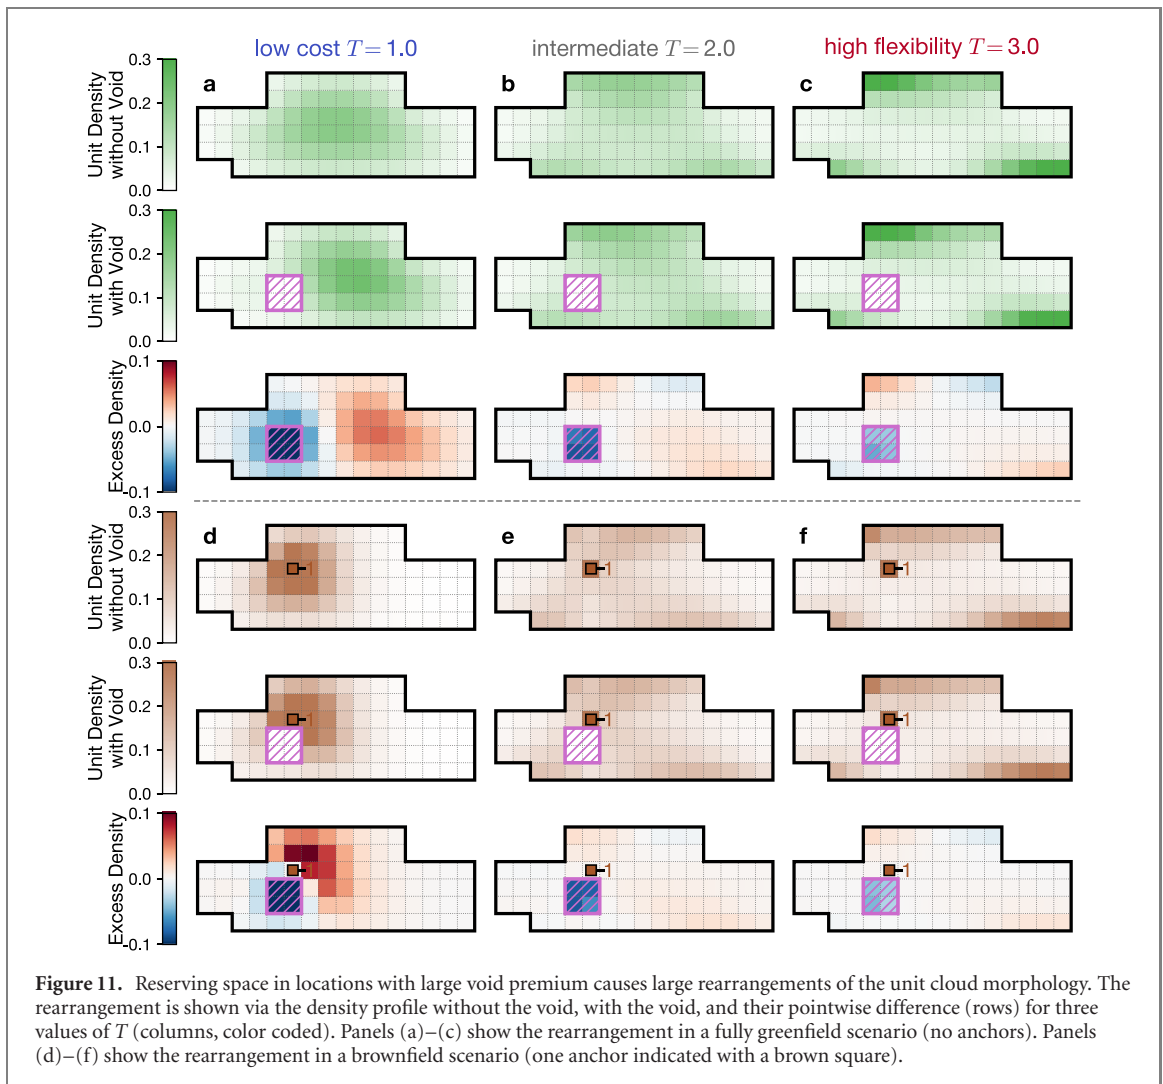 low cost T = 1.0
intermediate T = 2.0
high flexibility T = 3.0
a
b
c
Unit Density
without Void
0.3
0.2
0.1
0.0
Unit Density
with Void
0.3
0.2
0.1
0.0
Excess Density
0.1
0.0
-0.1
d
e
f
Unit Density
without Void
0.3
0.2
0.1
0.0
1
1
1
Unit Density
with Void
0.3
0.2
0.1
0.0
1
1
1
Excess Density
0.1
0.0
-0.1
1
1
1
Figure 11. Reserving space in locations with large void premium causes large rearrangements of the unit cloud morphology. The
rearrangement is shown via the density profile without the void, with the void, and their pointwise difference (rows) for three
values of T (columns, color coded). Panels (a)–(c) show the rearrangement in a fully greenfield scenario (no anchors). Panels
(d)–(f) show the rearrangement in a brownfield scenario (one anchor indicated with a brown square).